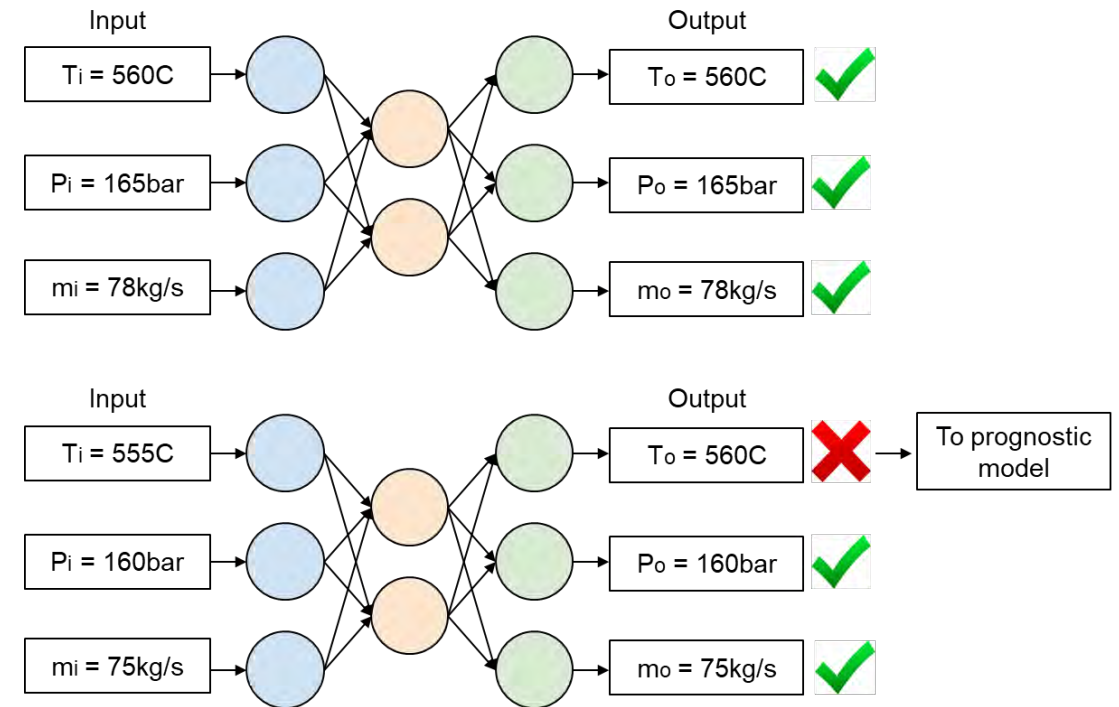 Input
Output
Ti = 560C
To = 560C
Pi = 165bar
Po = 165bar
mi = 78kg/s
mo = 78kg/s
Input
Output
Ti = 555C
To = 560C
To prognostic
model
Pi = 160bar
Po = 160bar
mi = 75kg/s
mo = 75kg/s